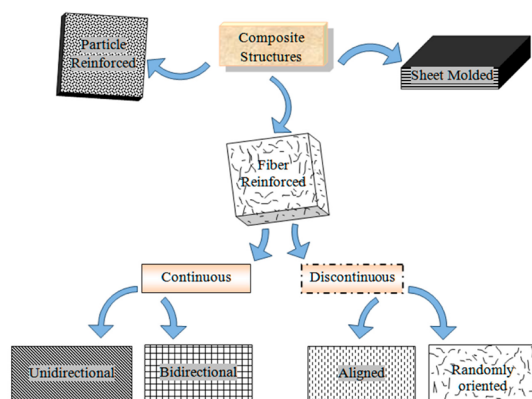 Composite
Structures
Particle
Reinforced
Sheet Molded
Fiber
Reinforced
Continuous
Discontinuous
Unidirectional
Bidirectional
Aligned
Randomly
oriented